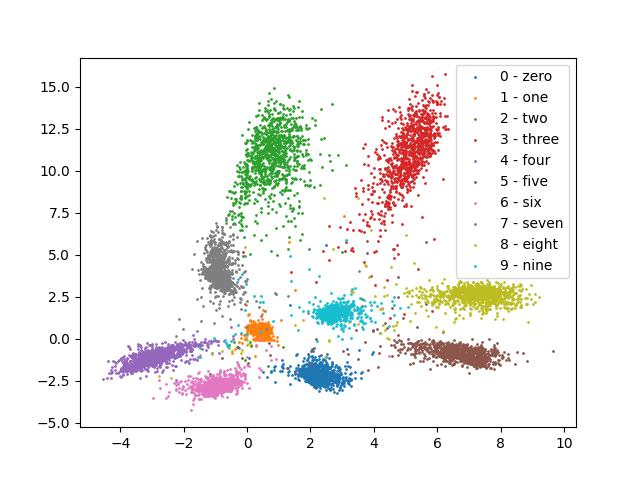 15.0
12.5
10.0
7.5
5.0
2.5
0.0
−2.5
−5.0
−4 −2 0 2 4 6 8 10
0 - zero
1 - one
2 - two
3 - three
4 - four
5 - five
6 - six
7 - seven
8 - eight
9 - nine